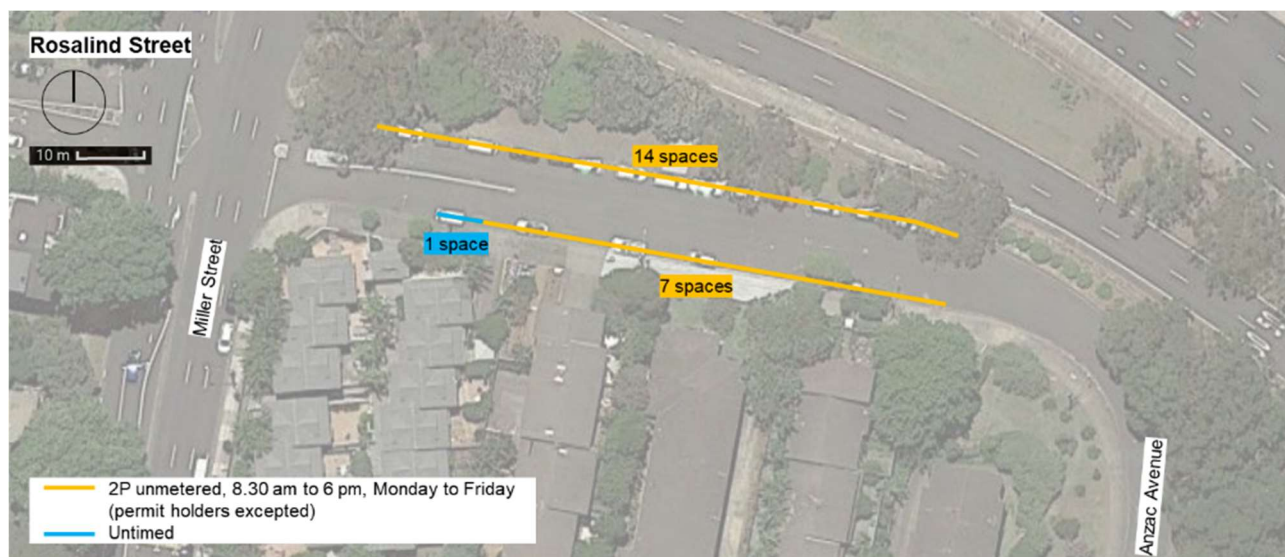 Rosalind Street
10 m
14 spaces
1 space
7 spaces
Miller Street
Anzac Avenue
2P unmetered, 8.30 am to 6 pm, Monday to Friday
(permit holders excepted)
Untimed